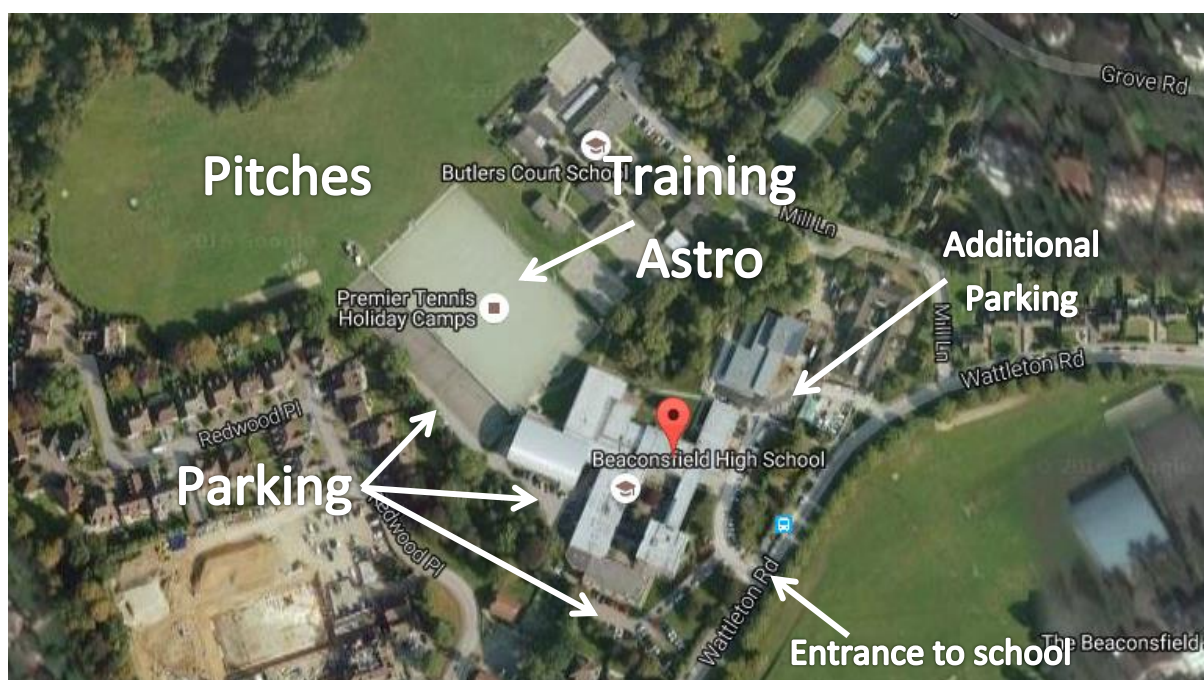 Grove Rd
Pitches
Butlers Court School
Training
Astro
Mill Ln
Additional
Parking
Premier Tennis
Holiday Camps
Mill Ln
Wattleton Rd
Redwood Pl
Beaconsfield High School
Parking
Redwood Pl
Wattleton Rd
Entrance to school
The Beaconsfield